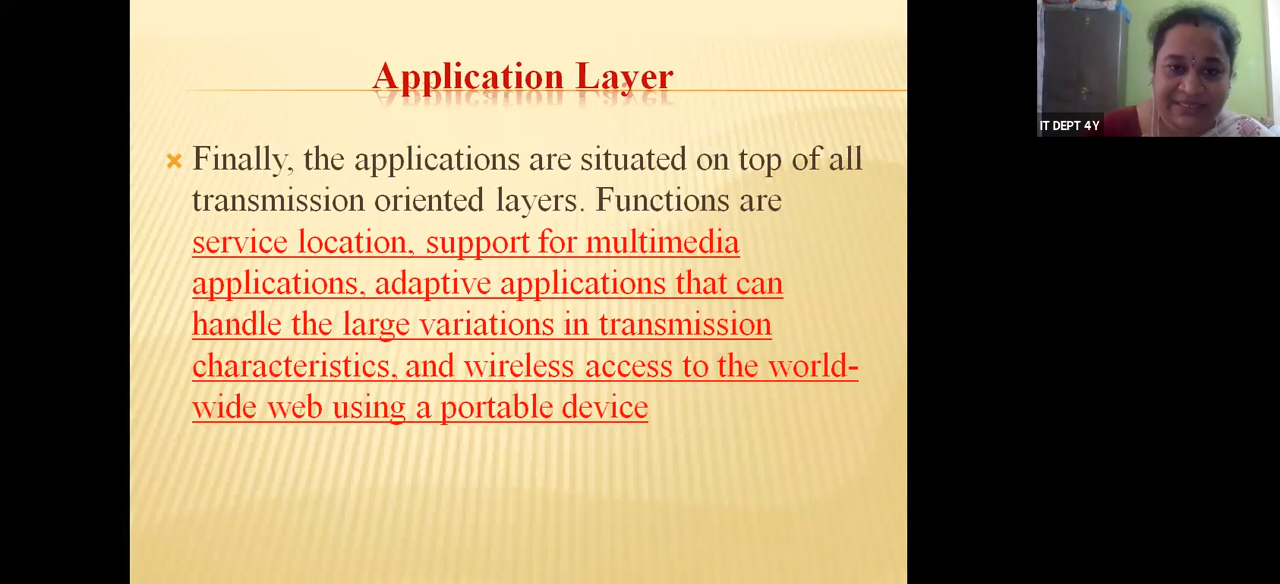 Application Layer
Finally, the applications are situated on top of all
transmission oriented layers. Functions are
service location, support for multimedia
applications, adaptive applications that can
handle the large variations in transmission
characteristics, and wireless access to the world-
wide web using a portable device
IT DEPT 4Y